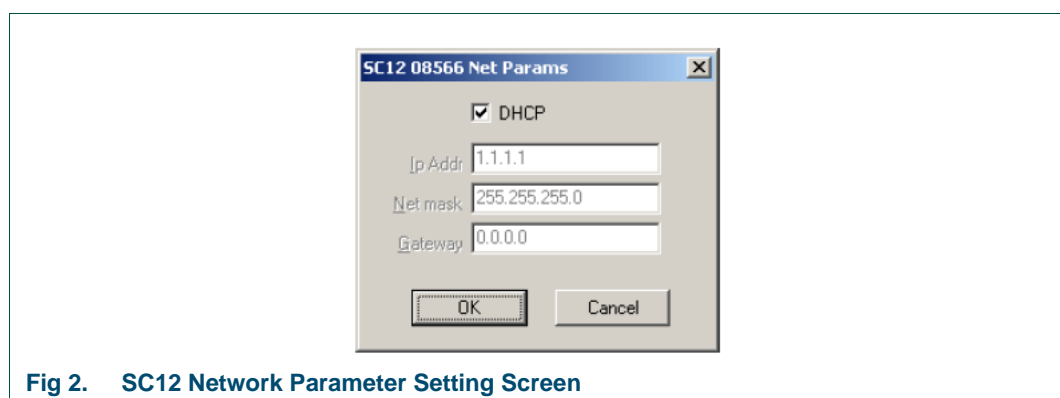 SC12 08566 Net Params
DHCP
Ip Addr 1.1.1.1
Net mask 255.255.255.0
Gateway 0.0.0.0
OK Cancel
Fig 2. SC12 Network Parameter Setting Screen